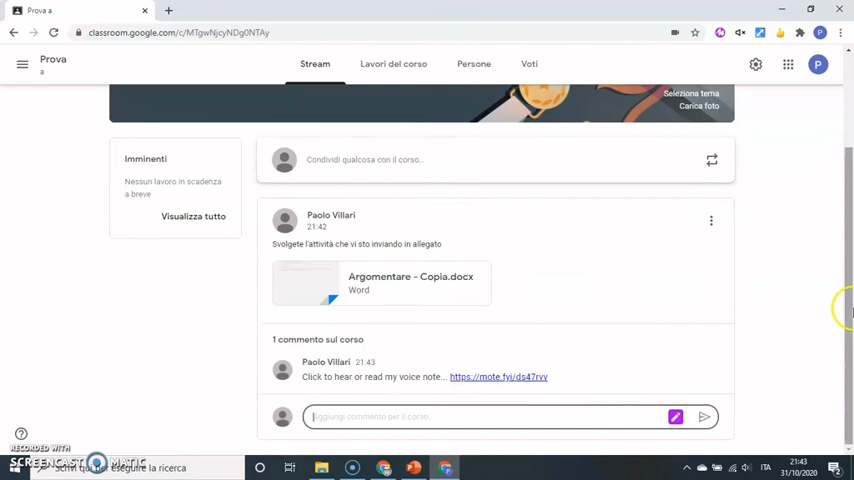 Prova a
classroom.google.com/c/MTgwNjcyNDg0NTAy
P
Prova
a
Stream
Lavori del corso
Persone
Voti
P
Seleziona tema
Carica foto
Imminenti
Nessun lavoro in scadenza
a breve
Visualizza tutto
Condividi qualcosa con il corso...
Paolo Villari
21:42
Svolgete l'attività che vi sto inviando in allegato
Argomentare - Copia.docx
Word
1 commento sul corso
Paolo Villari 21:43
Click to hear or read my voice note... https://mote.fyi/ds47rvv
Aggiungi commento per il corso...
RECORDED WITH
SCREENCAST MATIC
Scrivi qui per eseguire la ricerca
ITA
21:43
31/10/2020
2